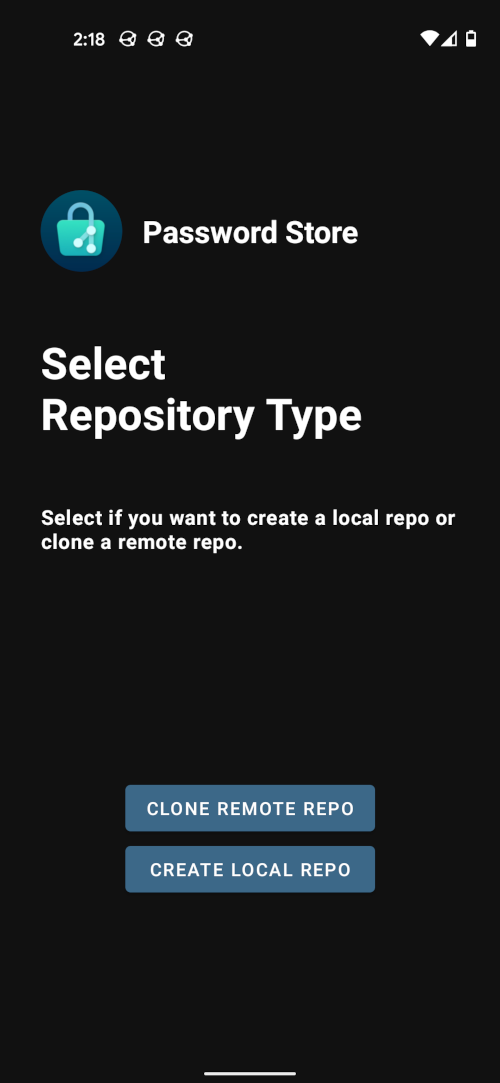 2:18
Password Store
Select
Repository Type
Select if you want to create a local repo or
clone a remote repo.
CLONE REMOTE REPO
CREATE LOCAL REPO